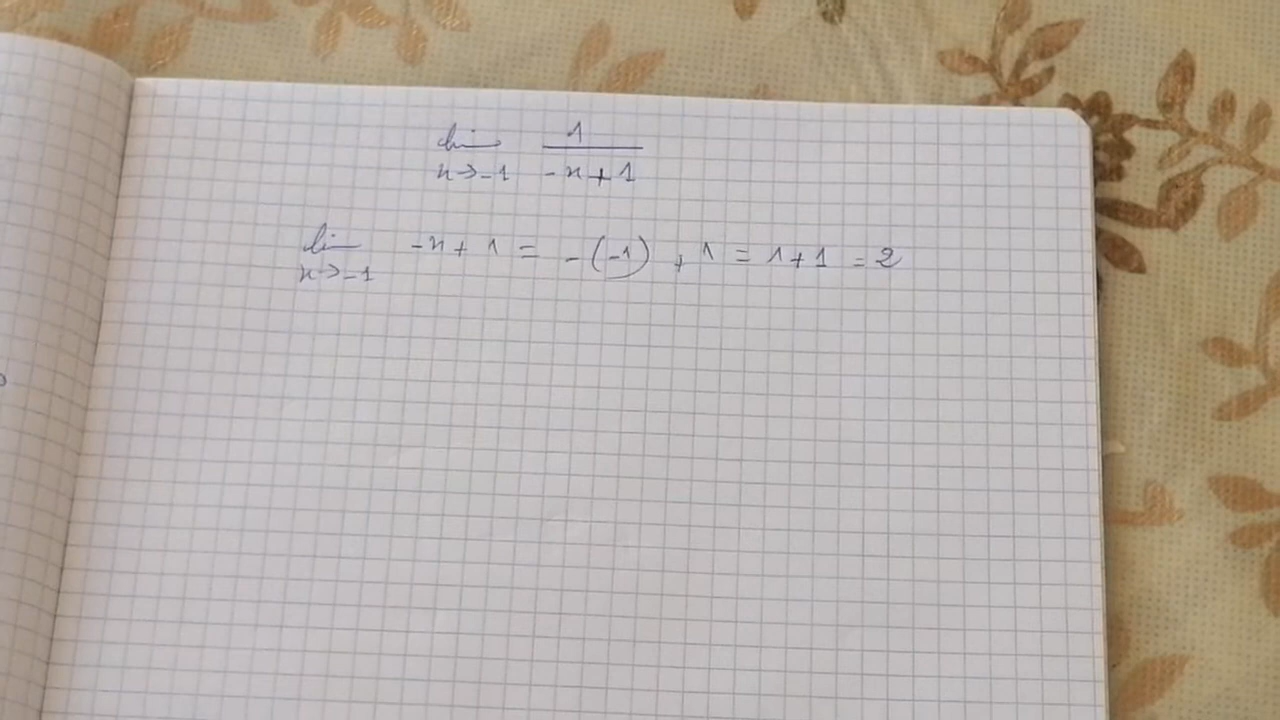 lim 1/(-x+1)
x→-1
lim -x+1 = -(-1)+1 = 1+1 = 2
x→-1